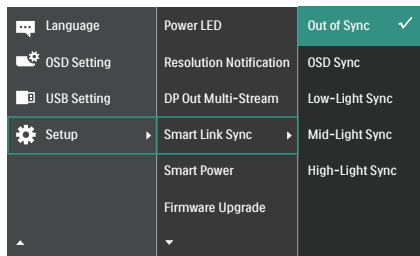 Language
OSD Setting
USB Setting
Setup
Power LED
Resolution Notification
DP Out Multi-Stream
Smart Link Sync
Smart Power
Firmware Upgrade
Out of Sync
OSD Sync
Low-Light Sync
Mid-Light Sync
High-Light Sync